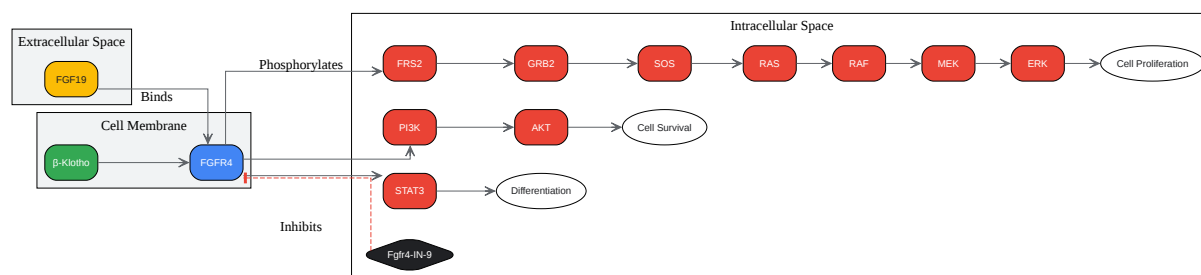 Intracellular Space
Extracellular Space
FGF19
Binds
Phosphorylates
FRS2
GRB2
SOS
RAS
RAF
MEK
ERK
Cell Proliferation
Cell Membrane
β-Klotho
FGFR4
PI3K
AKT
Cell Survival
STAT3
Differentiation
Inhibits
Fgfr4-IN-9